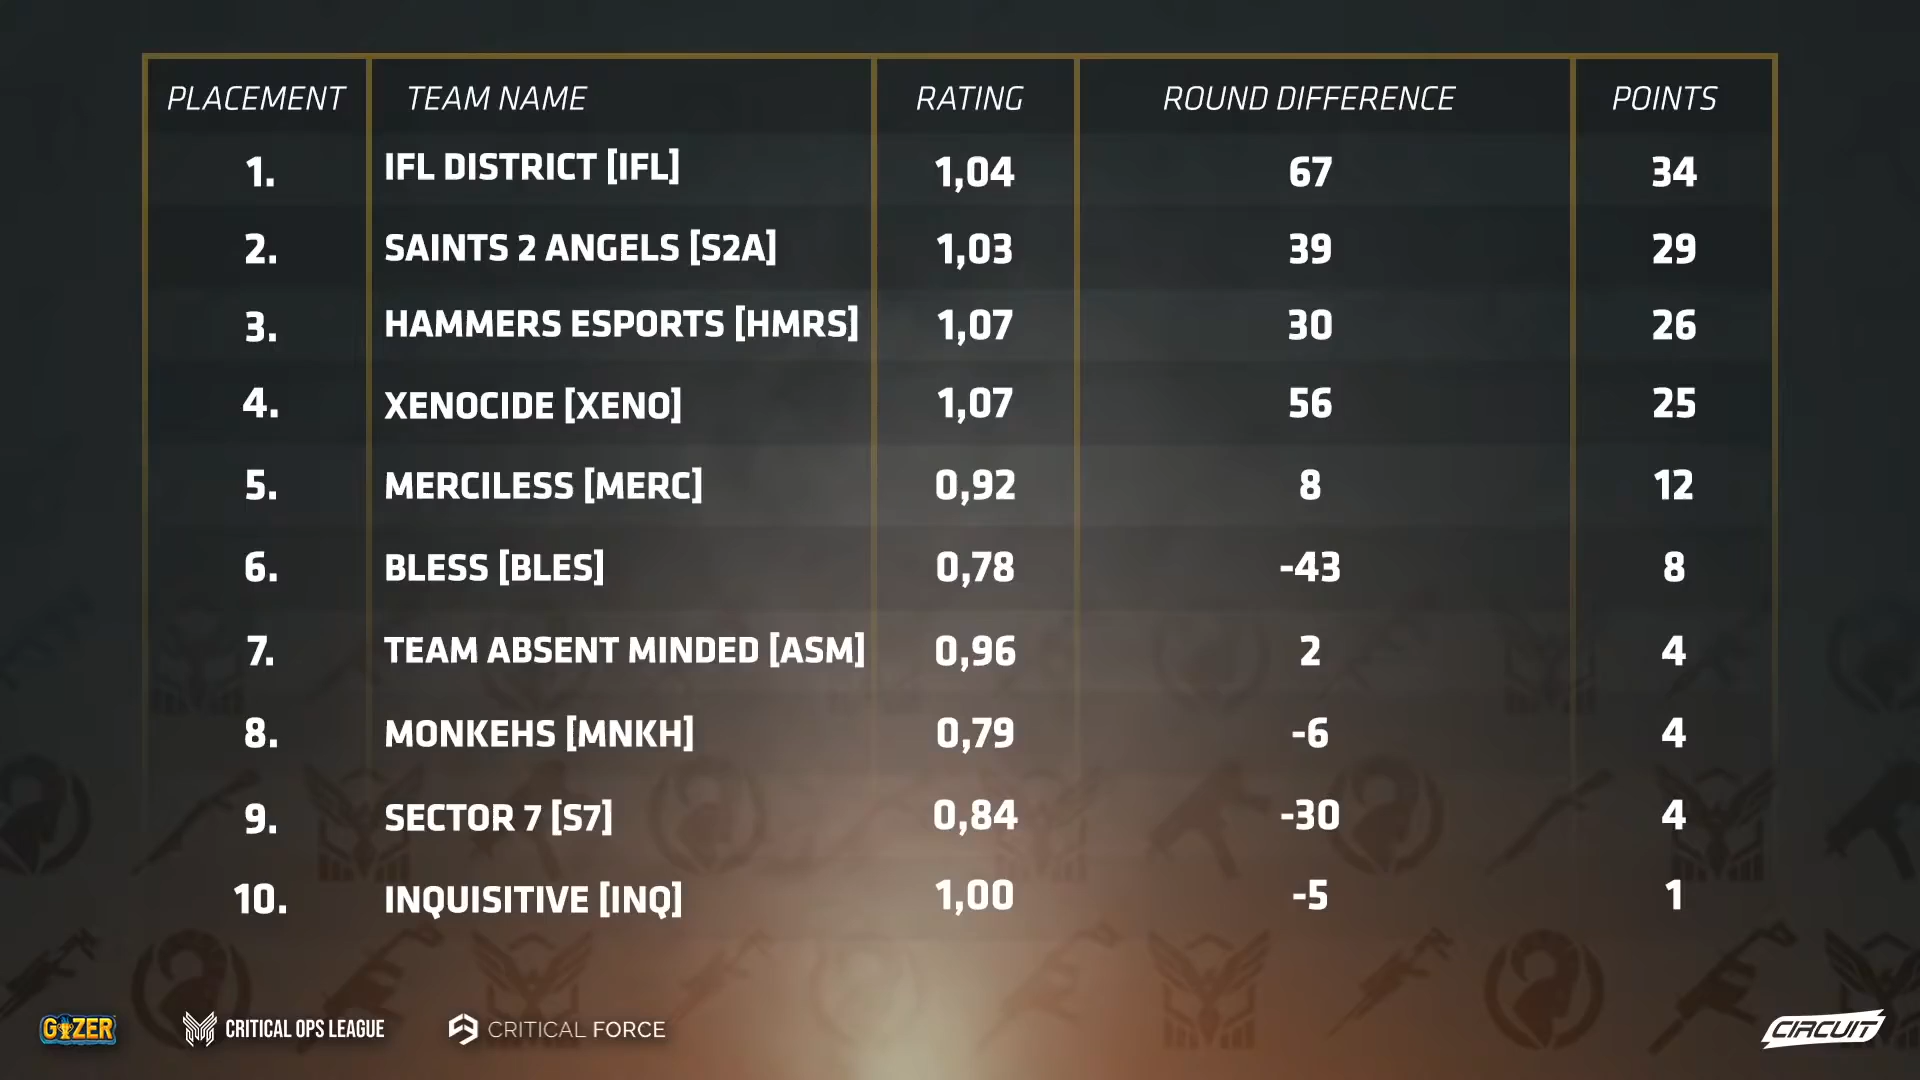 PLACEMENT TEAM NAME RATING ROUND DIFFERENCE POINTS
1. IFL DISTRICT [IFL] 1,04 67 34
2. SAINTS 2 ANGELS [S2A] 1,03 39 29
3. HAMMERS ESPORTS [HMRS] 1,07 30 26
4. XENOCIDE [XENO] 1,07 56 25
5. MERCILESS [MERC] 0,92 8 12
6. BLESS [BLES] 0,78 -43 8
7. TEAM ABSENT MINDED [ASM] 0,96 2 4
8. MONKEHS [MNKH] 0,79 -6 4
9. SECTOR 7 [S7] 0,84 -30 4
10. INQUISITIVE [INQ] 1,00 -5 1
GIZER CRITICAL OPS LEAGUE CRITICAL FORCE CIRCUIT